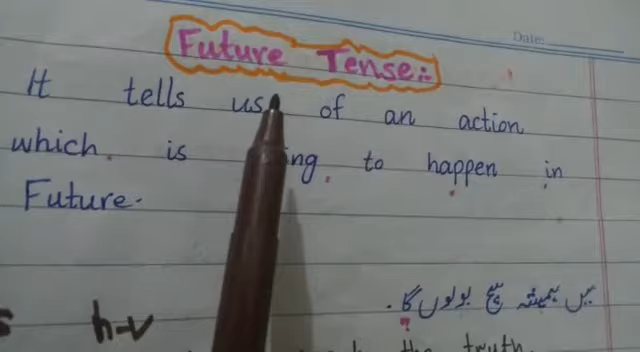 Date:
Future Tense:-
It tells us of an action
which is to happen in
Future.
میں ہمیشہ سچ بولوں گا۔
?
h-v
the truth.